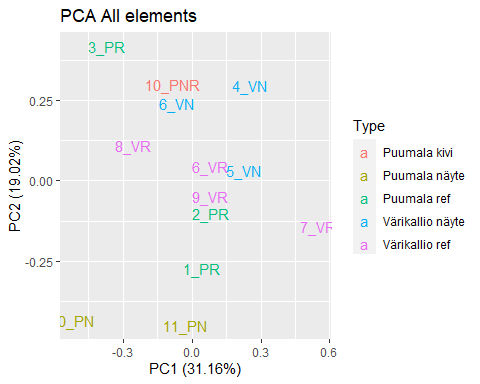 PCA All elements
3_PR
10_PNR
4_VN
6_VN
8_VR
6_VR
5_VN
9_VR
2_PR
7_VR
1_PR
0_PN
11_PN
0.25
0.00
-0.25
-0.3
0.0
0.3
0.6
PC1 (31.16%)
PC2 (19.02%)
Type
a Puumala kivi
a Puumala näyte
a Puumala ref
a Värikallio näyte
a Värikallio ref